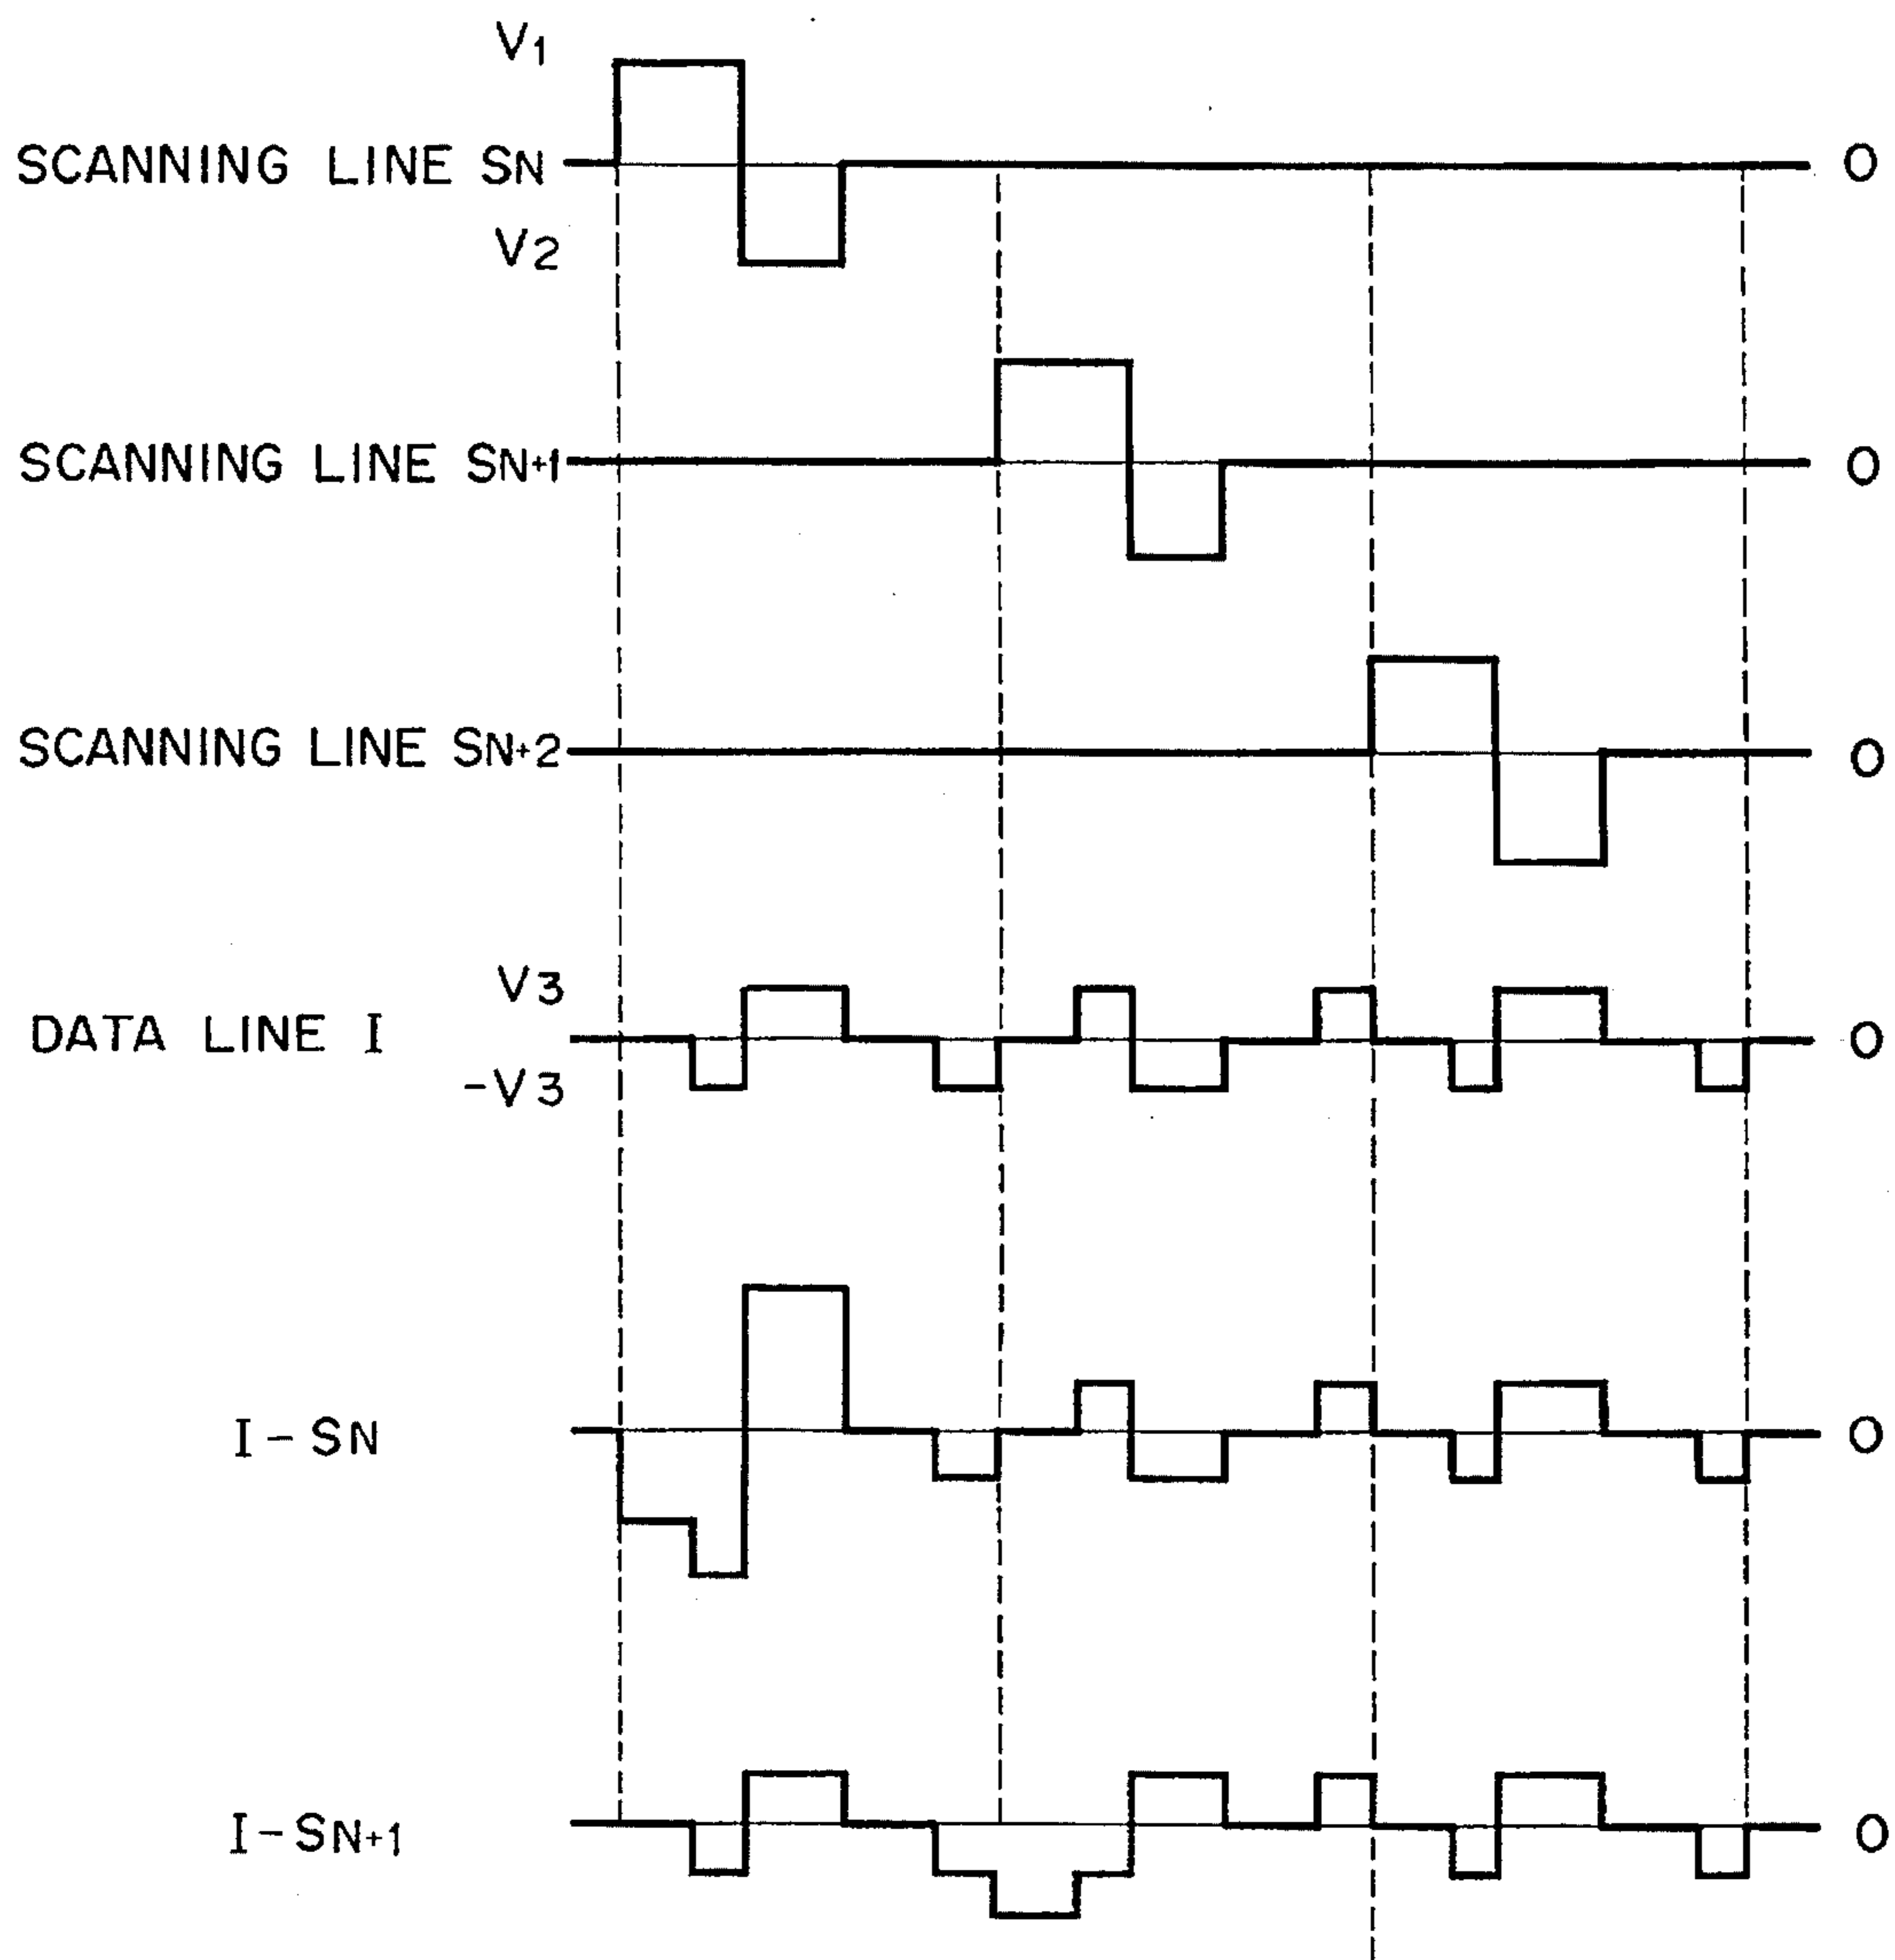 V1
SCANNING LINE SN O
V2
SCANNING LINE SN+1 O
SCANNING LINE SN+2 O
V3
DATA LINE I O
-V3
I-SN O
I-SN+1 O